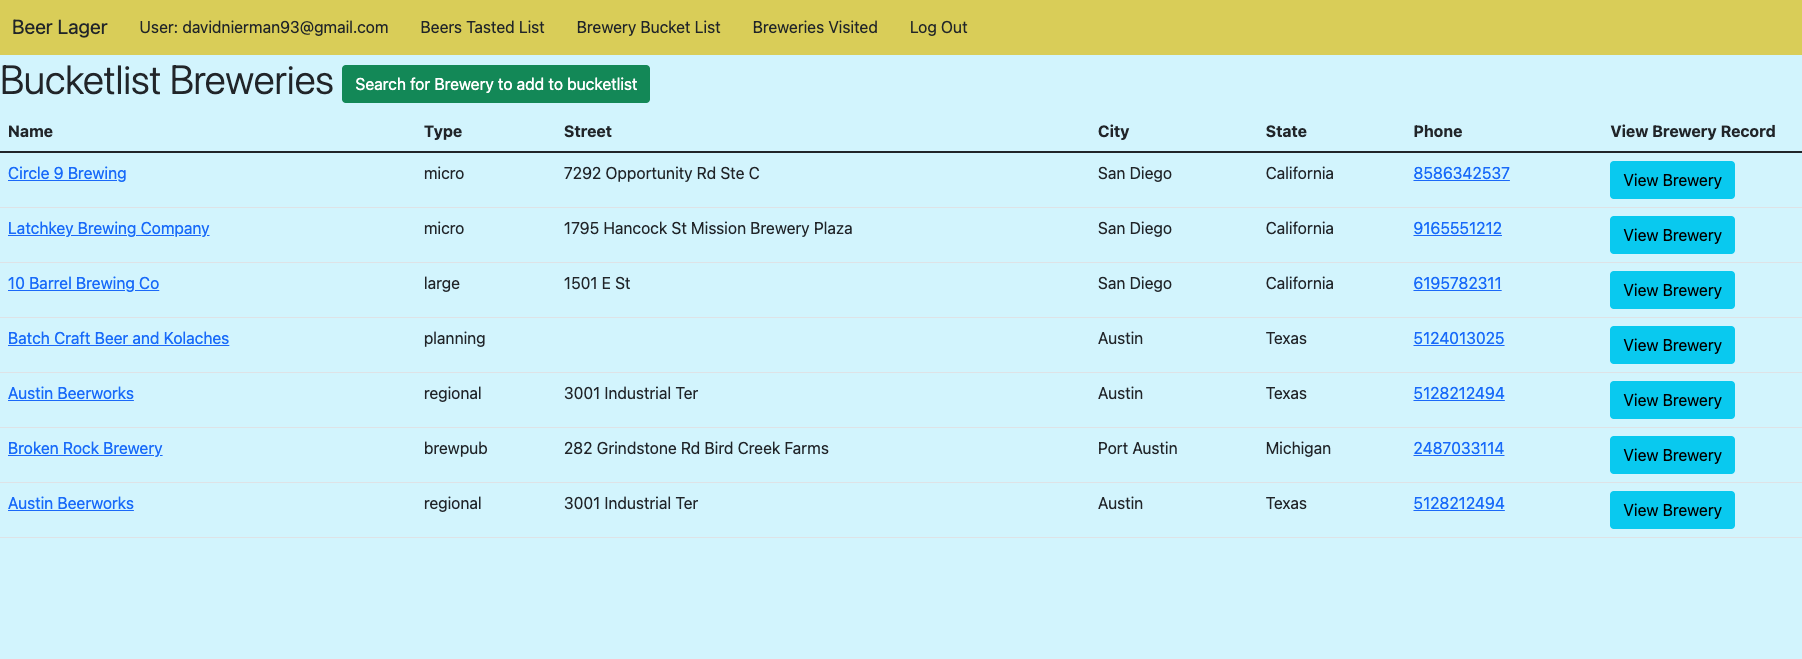 Beer Lager User: davidnierman93@gmail.com Beers Tasted List Brewery Bucket List Breweries Visited Log Out
Bucketlist Breweries Search for Brewery to add to bucketlist
Name Type Street City State Phone View Brewery Record
Circle 9 Brewing micro 7292 Opportunity Rd Ste C San Diego California 8586342537 View Brewery
Latchkey Brewing Company micro 1795 Hancock St Mission Brewery Plaza San Diego California 9165551212 View Brewery
10 Barrel Brewing Co large 1501 E St San Diego California 6195782311 View Brewery
Batch Craft Beer and Kolaches planning Austin Texas 5124013025 View Brewery
Austin Beerworks regional 3001 Industrial Ter Austin Texas 5128212494 View Brewery
Broken Rock Brewery brewpub 282 Grindstone Rd Bird Creek Farms Port Austin Michigan 2487033114 View Brewery
Austin Beerworks regional 3001 Industrial Ter Austin Texas 5128212494 View Brewery